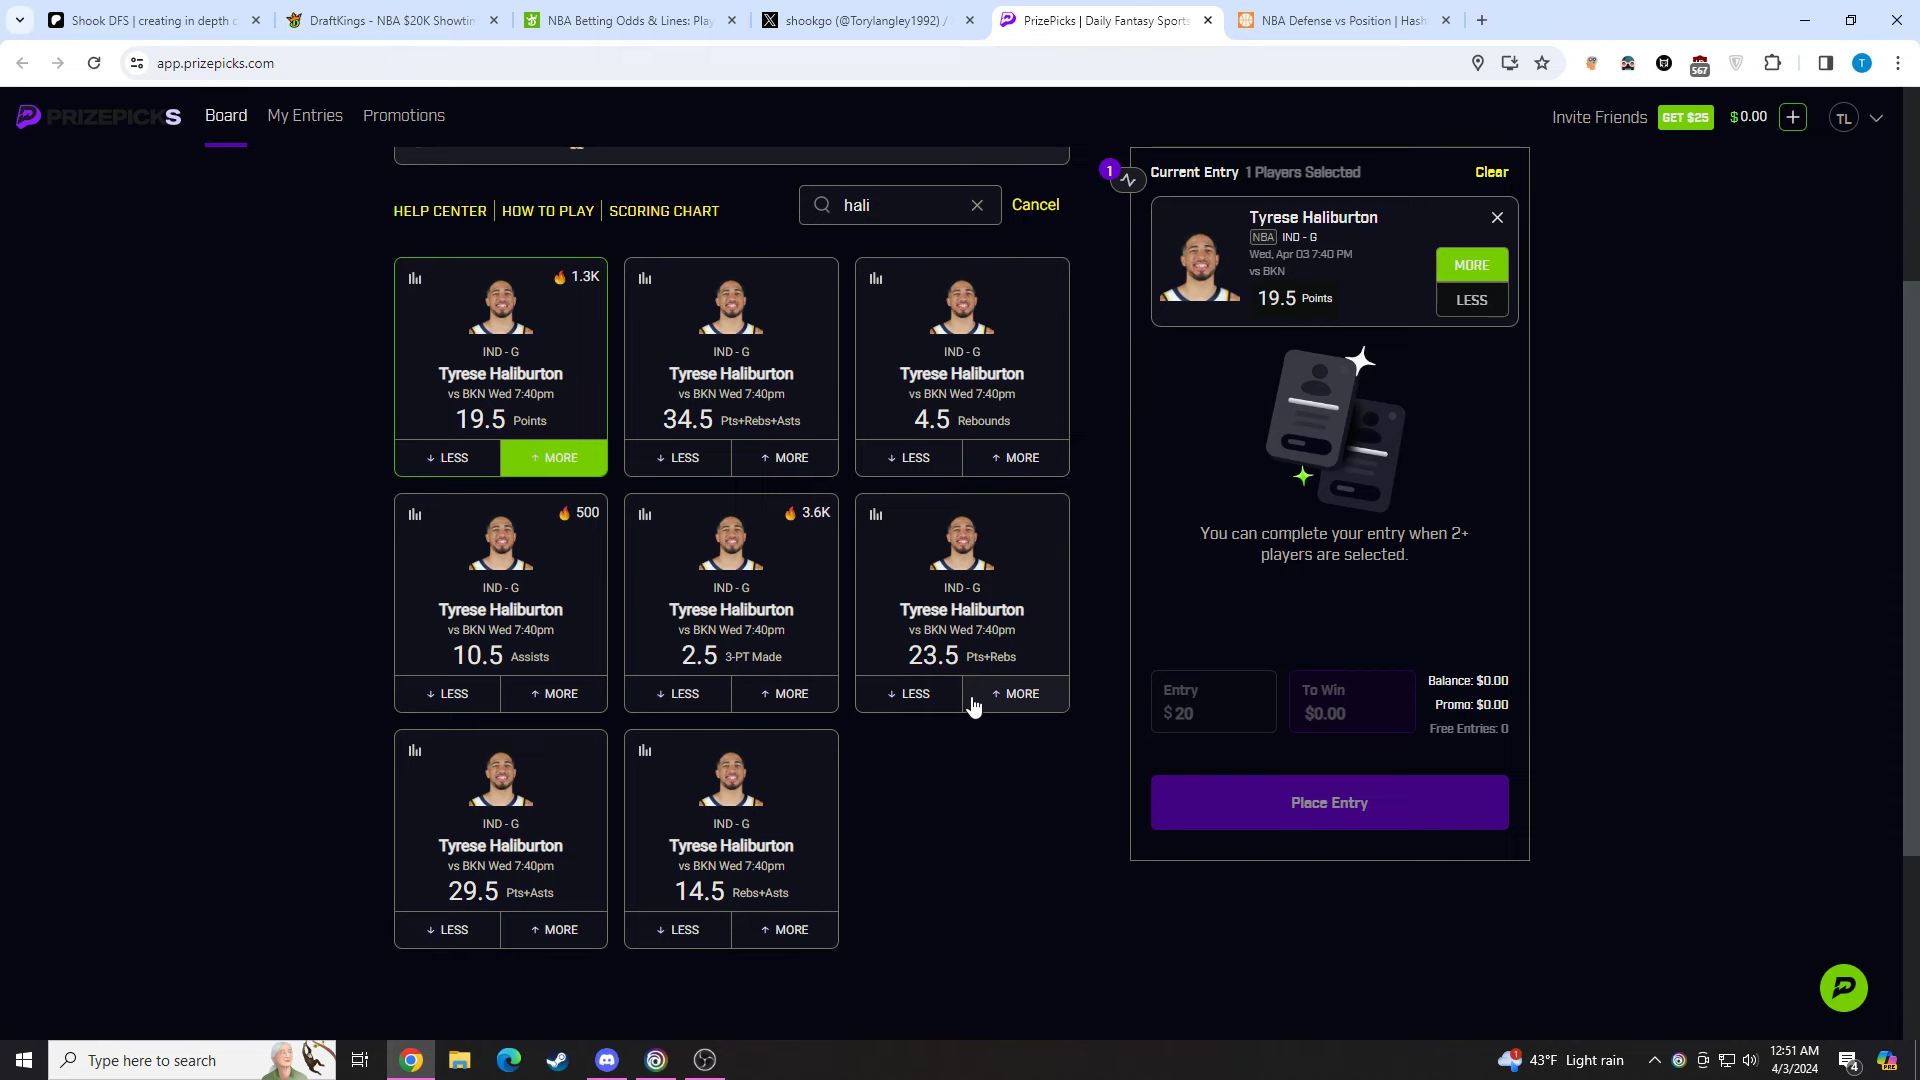 Shook DFS | creating in depth c
DraftKings - NBA $20K Showtin
NBA Betting Odds & Lines: Play
shookgo (@Torylangley1992) /
PrizePicks | Daily Fantasy Sports
NBA Defense vs Position | Hash
app.prizepicks.com
567
T
PRIZEPICKS
Board
My Entries
Promotions
Invite Friends
GET $25
$0.00
TL
HELP CENTER
HOW TO PLAY
SCORING CHART
hali
Cancel
1.3K
IND - G
Tyrese Haliburton
vs BKN Wed 7:40pm
19.5 Points
LESS
MORE
IND - G
Tyrese Haliburton
vs BKN Wed 7:40pm
34.5 Pts+Rebs+Asts
LESS
MORE
IND - G
Tyrese Haliburton
vs BKN Wed 7:40pm
4.5 Rebounds
LESS
MORE
500
IND - G
Tyrese Haliburton
vs BKN Wed 7:40pm
10.5 Assists
LESS
MORE
3.6K
IND - G
Tyrese Haliburton
vs BKN Wed 7:40pm
2.5 3-PT Made
LESS
MORE
IND - G
Tyrese Haliburton
vs BKN Wed 7:40pm
23.5 Pts+Rebs
LESS
MORE
IND - G
Tyrese Haliburton
vs BKN Wed 7:40pm
29.5 Pts+Asts
LESS
MORE
IND - G
Tyrese Haliburton
vs BKN Wed 7:40pm
14.5 Rebs+Asts
LESS
MORE
1
Current Entry 1 Players Selected
Clear
Tyrese Haliburton
NBA IND - G
Wed, Apr 03 7:40 PM
vs BKN
19.5 Points
MORE
LESS
You can complete your entry when 2+
players are selected.
Entry
$ 20
To Win
$0.00
Balance: $0.00
Promo: $0.00
Free Entries: 0
Place Entry
Type here to search
1
43°F Light rain
12:51 AM
4/3/2024
4
PRE